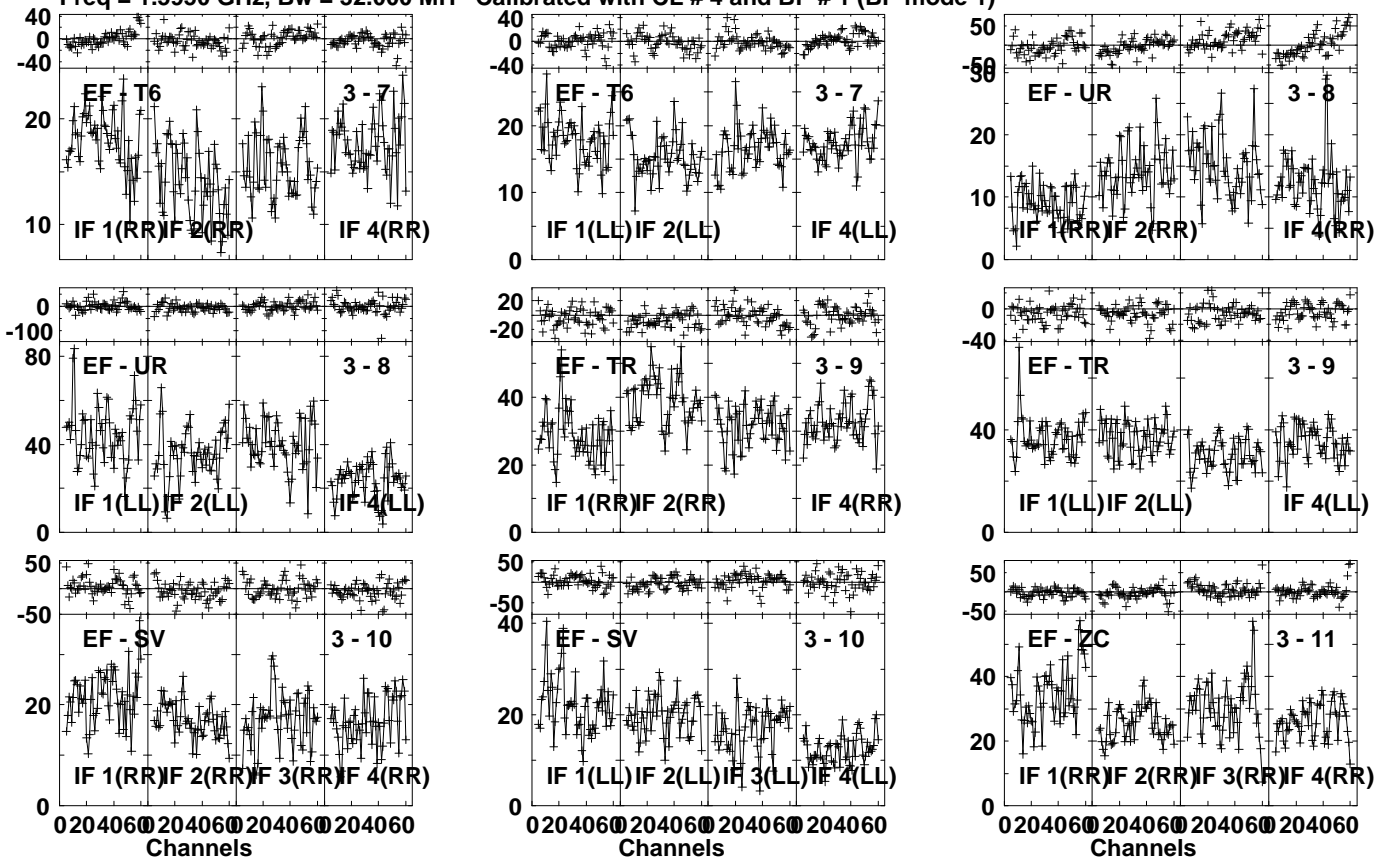 Freq = GHz, Bw = 32.000 MH Calibrated with CL # 4 and BP # 1 (BP mode 1)
40
0
-40
EF - T6
3 - 7
20
10
IF 1(RR)
IF 2(RR)
IF 4(RR)
40
0
-40
EF - T6
3 - 7
20
10
0
IF 1(LL)
IF 2(LL)
IF 4(LL)
50
0
-50
30
EF - UR
3 - 8
20
10
0
IF 1(RR)
IF 2(RR)
IF 4(RR)
0
-100
80
EF - UR
3 - 8
40
0
IF 1(LL)
IF 2(LL)
IF 4(LL)
20
-20
EF - TR
3 - 9
40
20
0
IF 1(RR)
IF 2(RR)
IF 4(RR)
0
-40
EF - TR
3 - 9
40
0
IF 1(LL)
IF 2(LL)
IF 4(LL)
50
0
-50
EF - SV
3 - 10
20
0
IF 1(RR)
IF 2(RR)
IF 3(RR)
IF 4(RR)
0 20 40 60 0 20 40 60 0 20 40 60 0 20 40 60
Channels
50
0
-50
40
EF - SV
3 - 10
20
0
IF 1(LL)
IF 2(LL)
IF 3(LL)
IF 4(LL)
0 20 40 60 0 20 40 60 0 20 40 60 0 20 40 60
Channels
50
0
-50
EF - ZC
3 - 11
40
20
0
IF 1(RR)
IF 2(RR)
IF 3(RR)
IF 4(RR)
0 20 40 60 0 20 40 60 0 20 40 60 0 20 40 60
Channels